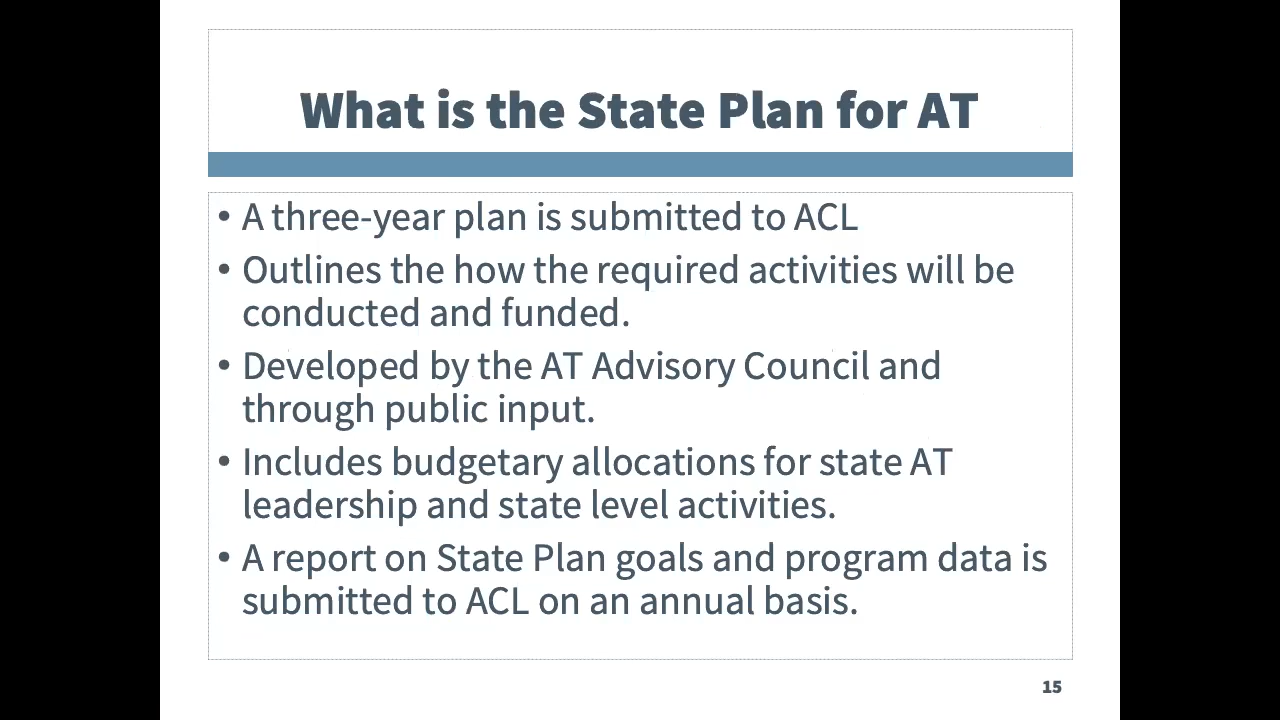 What is the State Plan for AT
• A three-year plan is submitted to ACL
• Outlines the how the required activities will be
conducted and funded.
• Developed by the AT Advisory Council and
through public input.
• Includes budgetary allocations for state AT
leadership and state level activities.
• A report on State Plan goals and program data is
submitted to ACL on an annual basis.
15